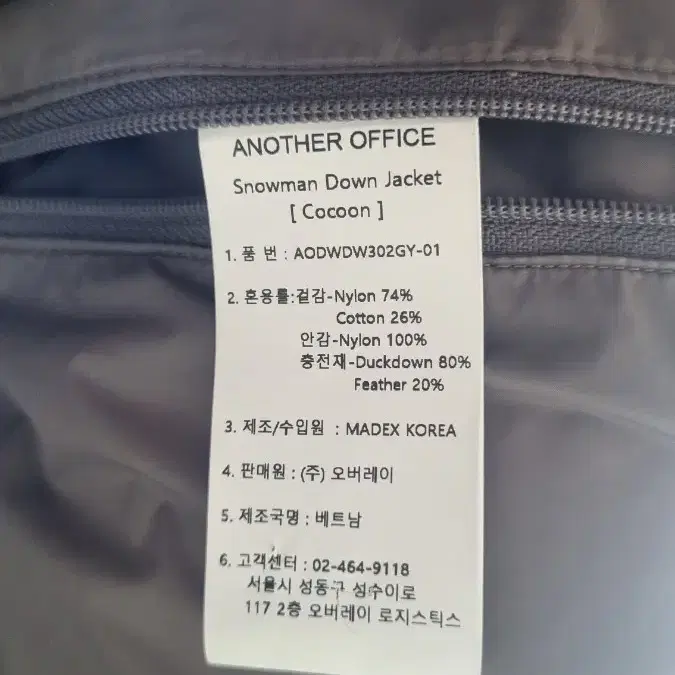 ANOTHER OFFICE
Snowman Down Jacket
[ Cocoon ]
1. 품 번 : AODWDW302GY-01
2. 혼용률:겉감-Nylon 74%
Cotton 26%
안감-Nylon 100%
충전재-Duckdown 80%
Feather 20%
3. 제조/수입원 : MADEX KOREA
4. 판매원 : (주) 오버레이
5. 제조국명 : 베트남
6. 고객센터 : 02-464-9118
서울시 성동구 성수이로
117 2층 오버레이 로지스틱스